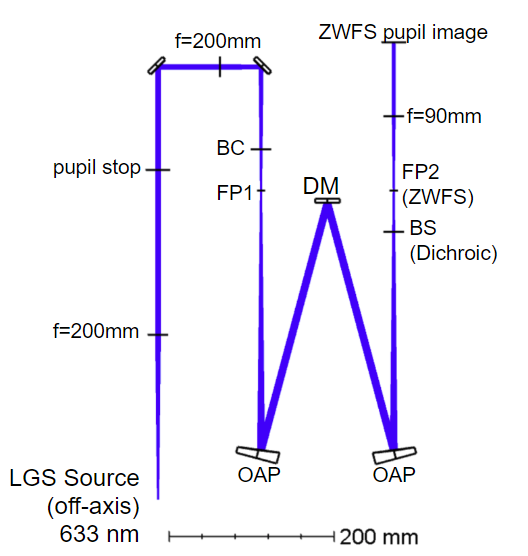 ZWFS pupil image
f=200mm
f=90mm
BC
pupil stop
FP1
DM
FP2
(ZWFS)
BS
(Dichroic)
f=200mm
OAP
OAP
LGS Source
(off-axis)
633 nm
200 mm